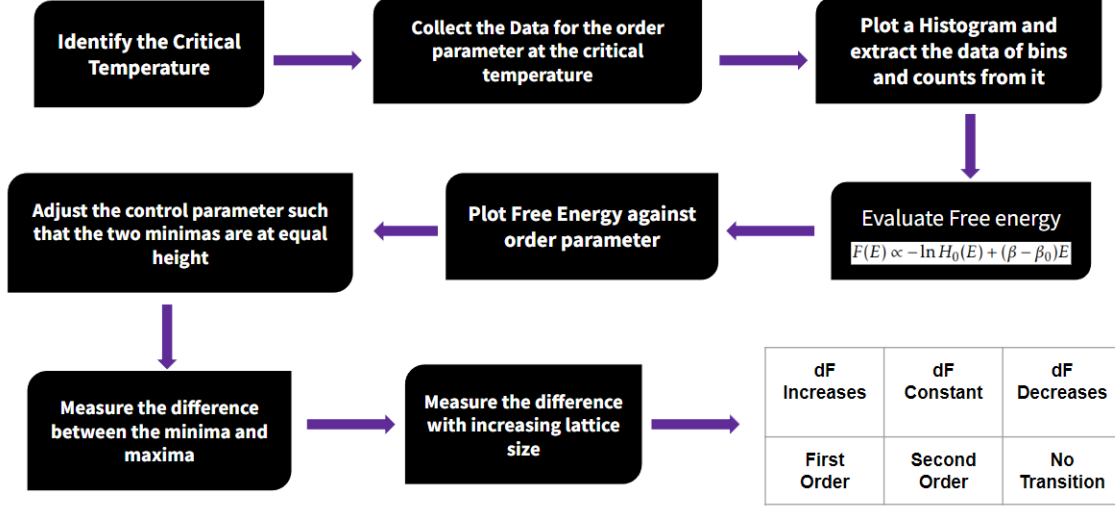 Identify the Critical
Temperature
Collect the Data for the order
parameter at the critical
temperature
Plot a Histogram and
extract the data of bins
and counts from it
Evaluate Free energy
F(E) ∝ −ln H₀(E) + (β − β₀)E
Plot Free Energy against
order parameter
Adjust the control parameter such
that the two minimas are at equal
height
Measure the difference
between the minima and
maxima
Measure the difference
with increasing lattice
size
dF
Increases
dF
Constant
dF
Decreases
First
Order
Second
Order
No
Transition